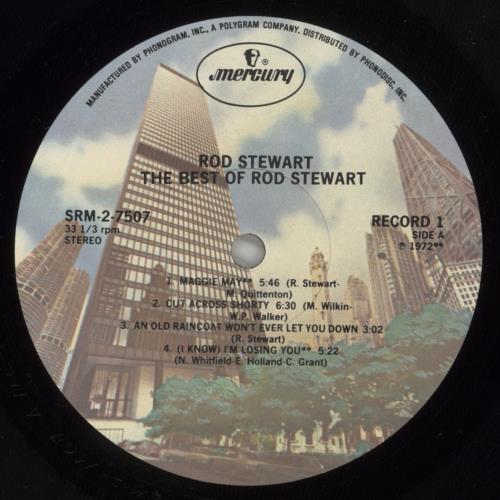 MANUFACTURED BY PHONOGRAM, INC., A POLYGRAM COMPANY. DISTRIBUTED BY PHONODISC, INC.
mercury ®
ROD STEWART
THE BEST OF ROD STEWART
SRM-2-7507
33 1/3 rpm
STEREO
RECORD 1
SIDE A
℗ 1972**
1. MAGGIE MAY** 5:46 (R. Stewart-
M. Quittenton)
2. CUT ACROSS SHORTY 6:30 (M. Wilkin-
W.P. Walker)
3. AN OLD RAINCOAT WON'T EVER LET YOU DOWN 3:02
(R. Stewart)
4. (I KNOW) I'M LOSING YOU** 5:22
(N. Whitfield-E. Holland-C. Grant)